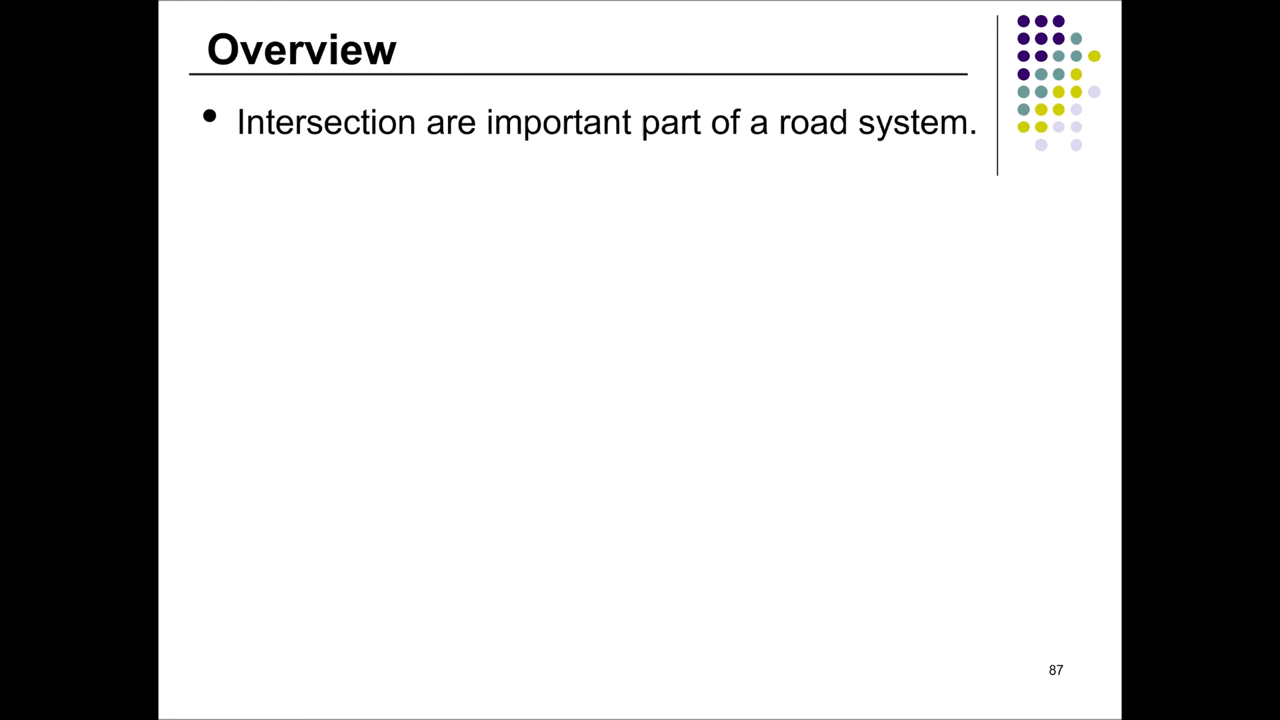 Overview
• Intersection are important part of a road system.
87